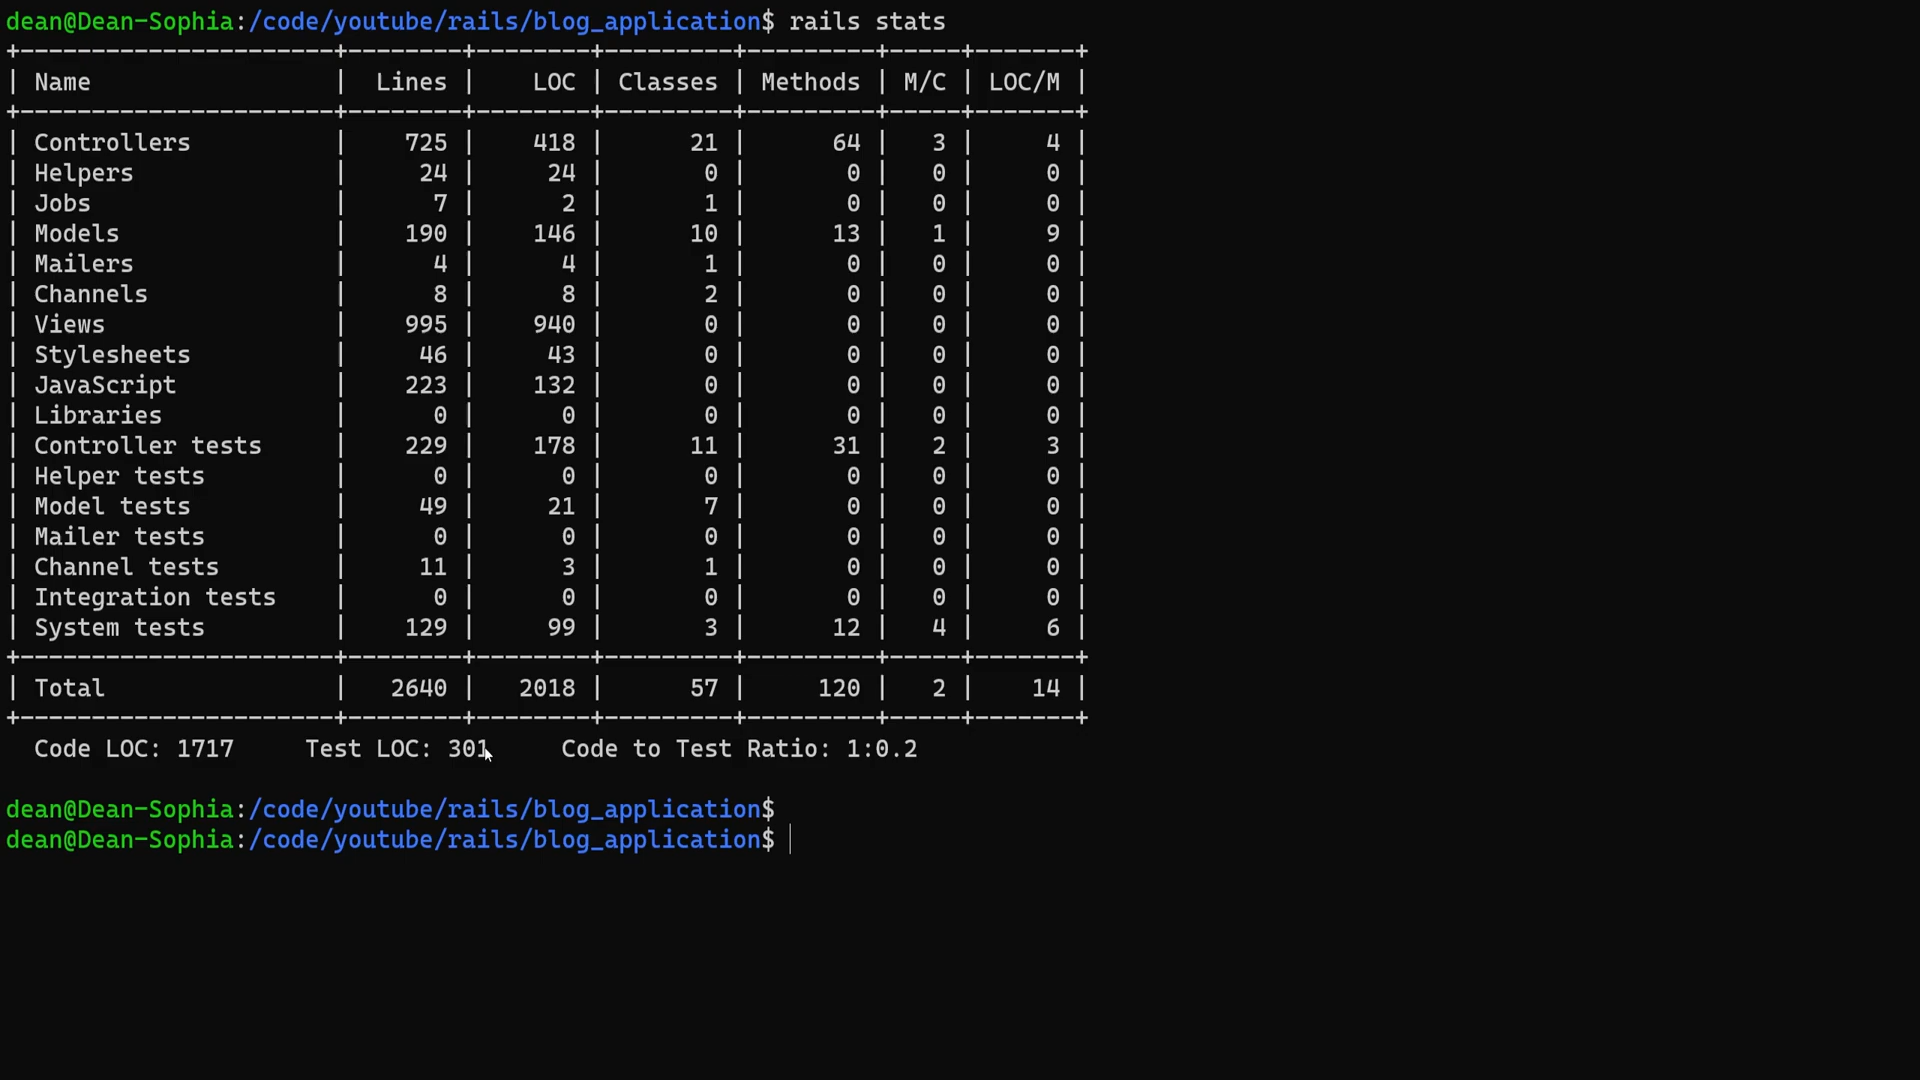 dean@Dean-Sophia:/code/youtube/rails/blog_application$ rails stats
+----------------------+--------+--------+---------+---------+-----+-------+
| Name                 |  Lines |    LOC | Classes | Methods | M/C | LOC/M |
+----------------------+--------+--------+---------+---------+-----+-------+
| Controllers          |    725 |    418 |      21 |      64 |   3 |     4 |
| Helpers              |     24 |     24 |       0 |       0 |   0 |     0 |
| Jobs                 |      7 |      2 |       1 |       0 |   0 |     0 |
| Models               |    190 |    146 |      10 |      13 |   1 |     9 |
| Mailers              |      4 |      4 |       1 |       0 |   0 |     0 |
| Channels             |      8 |      8 |       2 |       0 |   0 |     0 |
| Views                |    995 |    940 |       0 |       0 |   0 |     0 |
| Stylesheets          |     46 |     43 |       0 |       0 |   0 |     0 |
| JavaScript           |    223 |    132 |       0 |       0 |   0 |     0 |
| Libraries            |      0 |      0 |       0 |       0 |   0 |     0 |
| Controller tests     |    229 |    178 |      11 |      31 |   2 |     3 |
| Helper tests         |      0 |      0 |       0 |       0 |   0 |     0 |
| Model tests          |     49 |     21 |       7 |       0 |   0 |     0 |
| Mailer tests         |      0 |      0 |       0 |       0 |   0 |     0 |
| Channel tests        |     11 |      3 |       1 |       0 |   0 |     0 |
| Integration tests    |      0 |      0 |       0 |       0 |   0 |     0 |
| System tests         |    129 |     99 |       3 |      12 |   4 |     6 |
+----------------------+--------+--------+---------+---------+-----+-------+
| Total                |   2640 |   2018 |      57 |     120 |   2 |    14 |
+----------------------+--------+--------+---------+---------+-----+-------+
  Code LOC: 1717     Test LOC: 301     Code to Test Ratio: 1:0.2
dean@Dean-Sophia:/code/youtube/rails/blog_application$
dean@Dean-Sophia:/code/youtube/rails/blog_application$